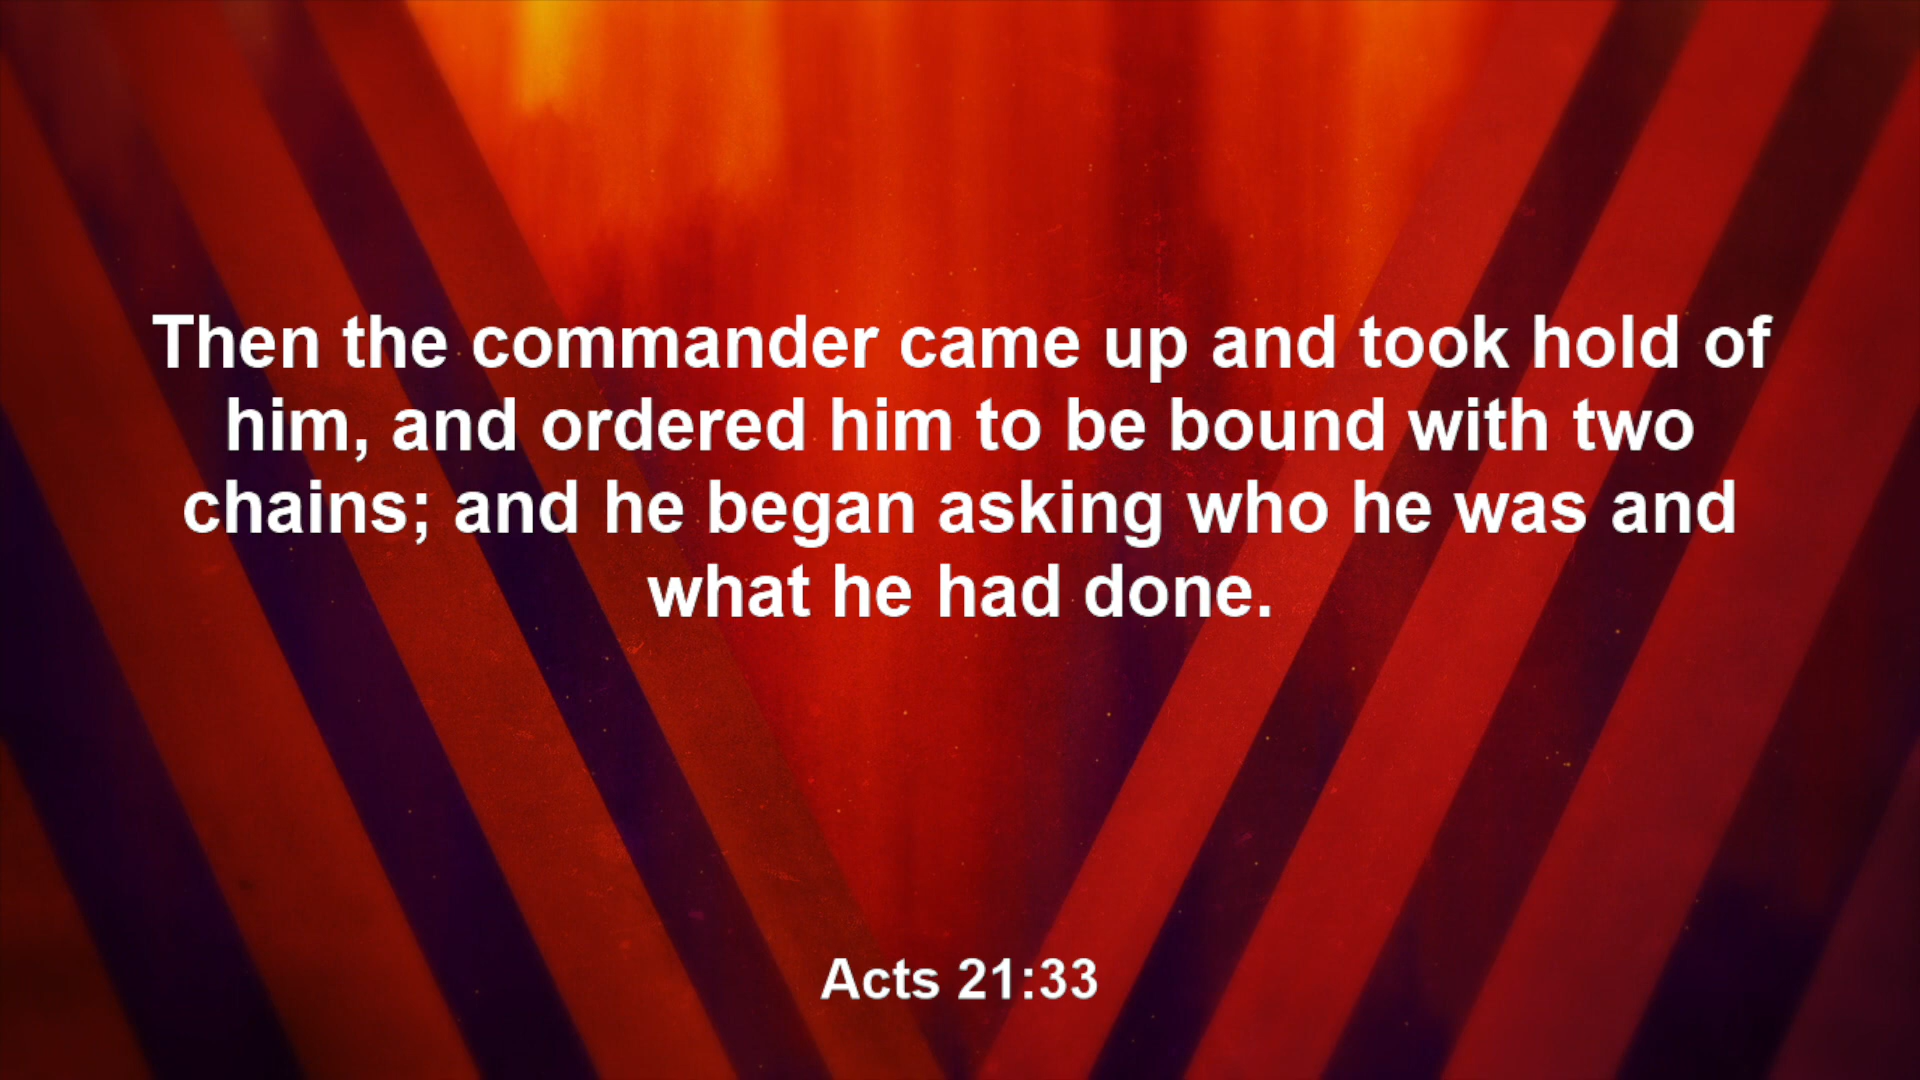 Then the commander came up and took hold of
him, and ordered him to be bound with two
chains; and he began asking who he was and
what he had done.
Acts 21:33